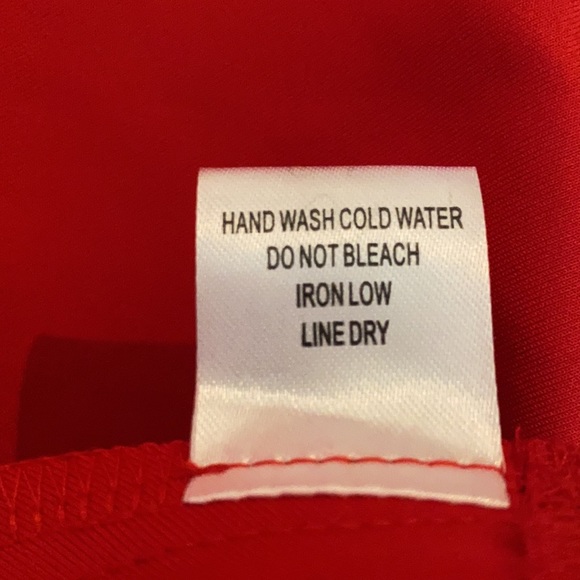 HAND WASH COLD WATER
DO NOT BLEACH
IRON LOW
LINE DRY